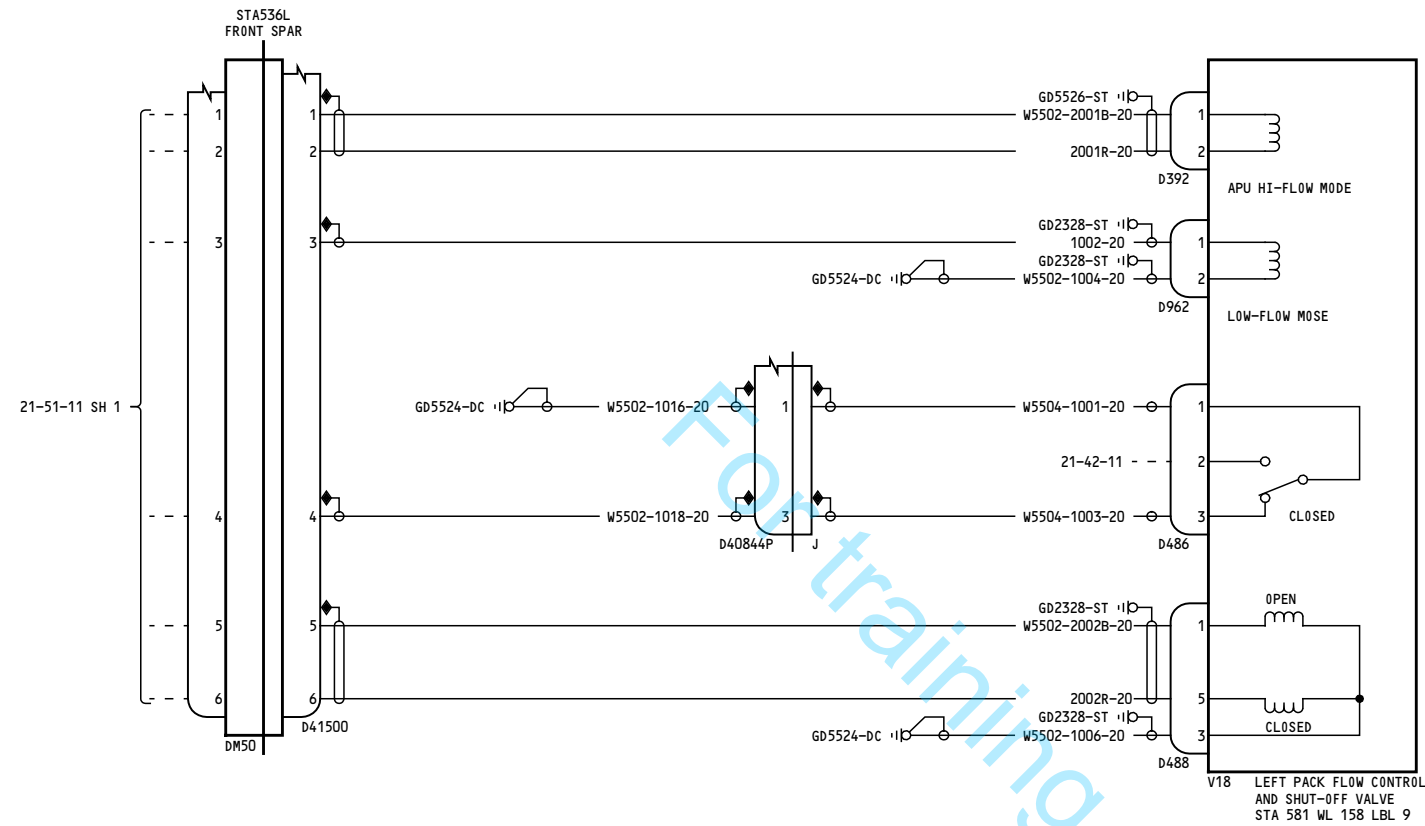 STA536L
FRONT SPAR
1 1 GD5526-ST W5502-2001B-20 1
2 2 2001R-20 2
D392
APU HI-FLOW MODE
GD2328-ST
3 3 1002-20 1
GD2328-ST
GD5524-DC W5502-1004-20 2
D962
LOW-FLOW MOSE
21-51-11 SH 1 GD5524-DC W5502-1016-20 1 W5504-1001-20 1
21-42-11 2
4 4 W5502-1018-20 3 W5504-1003-20 3
CLOSED
D40844P J D486
OPEN
GD2328-ST
5 5 W5502-2002B-20 1
6 6 2002R-20 5
GD2328-ST
D41500
CLOSED
GD5524-DC W5502-1006-20 3
DM50
D488
V18 LEFT PACK FLOW CONTROL
AND SHUT-OFF VALVE
STA 581 WL 158 LBL 9
For training